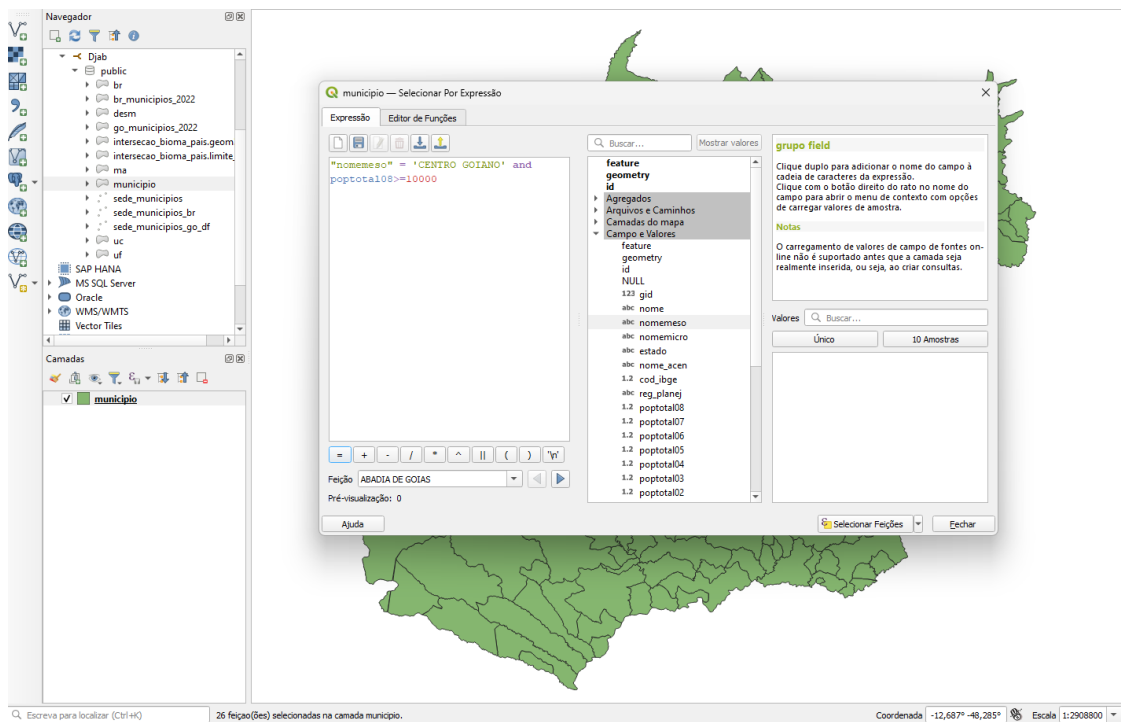 Navegador
Djab
public
br
br_municipios_2022
desm
go_municipios_2022
intersecao_bioma_pais.geom
intersecao_bioma_pais.limite_
ma
municipio
sede_municipios
sede_municipios_br
sede_municipios_go_df
uc
uf
SAP HANA
MS SQL Server
Oracle
WMS/WMTS
Vector Tiles
Camadas
municipio
municipio — Selecionar Por Expressão
Expressão
Editor de Funções
"nomemeso" = 'CENTRO GOIANO' and
poptotal08>=10000
= + - / * ^ || ( ) '\n'
Feição ABADIA DE GOIAS
Pré-visualização: 0
Buscar...
Mostrar valores
feature
geometry
id
Agregados
Arquivos e Caminhos
Camadas do mapa
Campo e Valores
feature
geometry
id
NULL
123 gid
abc nome
abc nomemeso
abc nomemicro
abc estado
abc nome_acen
1.2 cod_ibge
abc reg_planej
1.2 poptotal08
1.2 poptotal07
1.2 poptotal06
1.2 poptotal05
1.2 poptotal04
1.2 poptotal03
1.2 poptotal02
grupo field
Clique duplo para adicionar o nome do campo à
cadeia de caracteres da expressão.
Clique com o botão direito do rato no nome do
campo para abrir o menu de contexto com opções
de carregar valores de amostra.
Notas
O carregamento de valores de campo de fontes on-
line não é suportado antes que a camada seja
realmente inserida, ou seja, ao criar consultas.
Valores Buscar...
Único
10 Amostras
Ajuda
Selecionar Feições
Fechar
Escreva para localizar (Ctrl+K)
26 feiçao(ões) selecionadas na camada municipio.
Coordenada -12,687° -48,285°
Escala 1:2908800